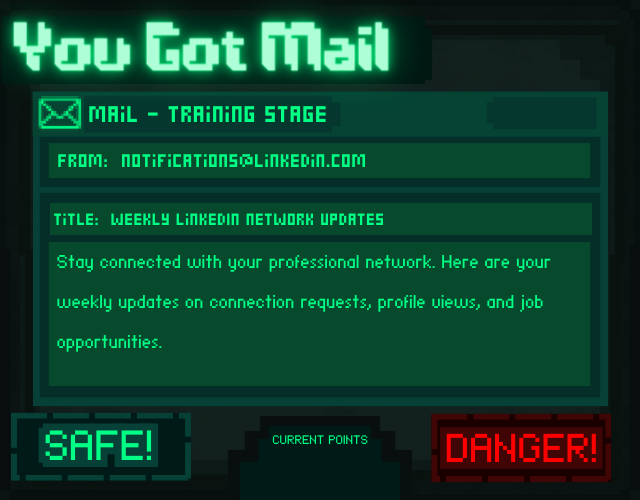 You Got Mail
MAIL - TRAINING STAGE
FROM: NOTIFICATIONS@LINKEDIN.COM
TITLE: WEEKLY LINKEDIN NETWORK UPDATES
Stay connected with your professional network. Here are your
weekly updates on connection requests, profile views, and job
opportunities.
SAFE!
CURRENT POINTS
DANGER!